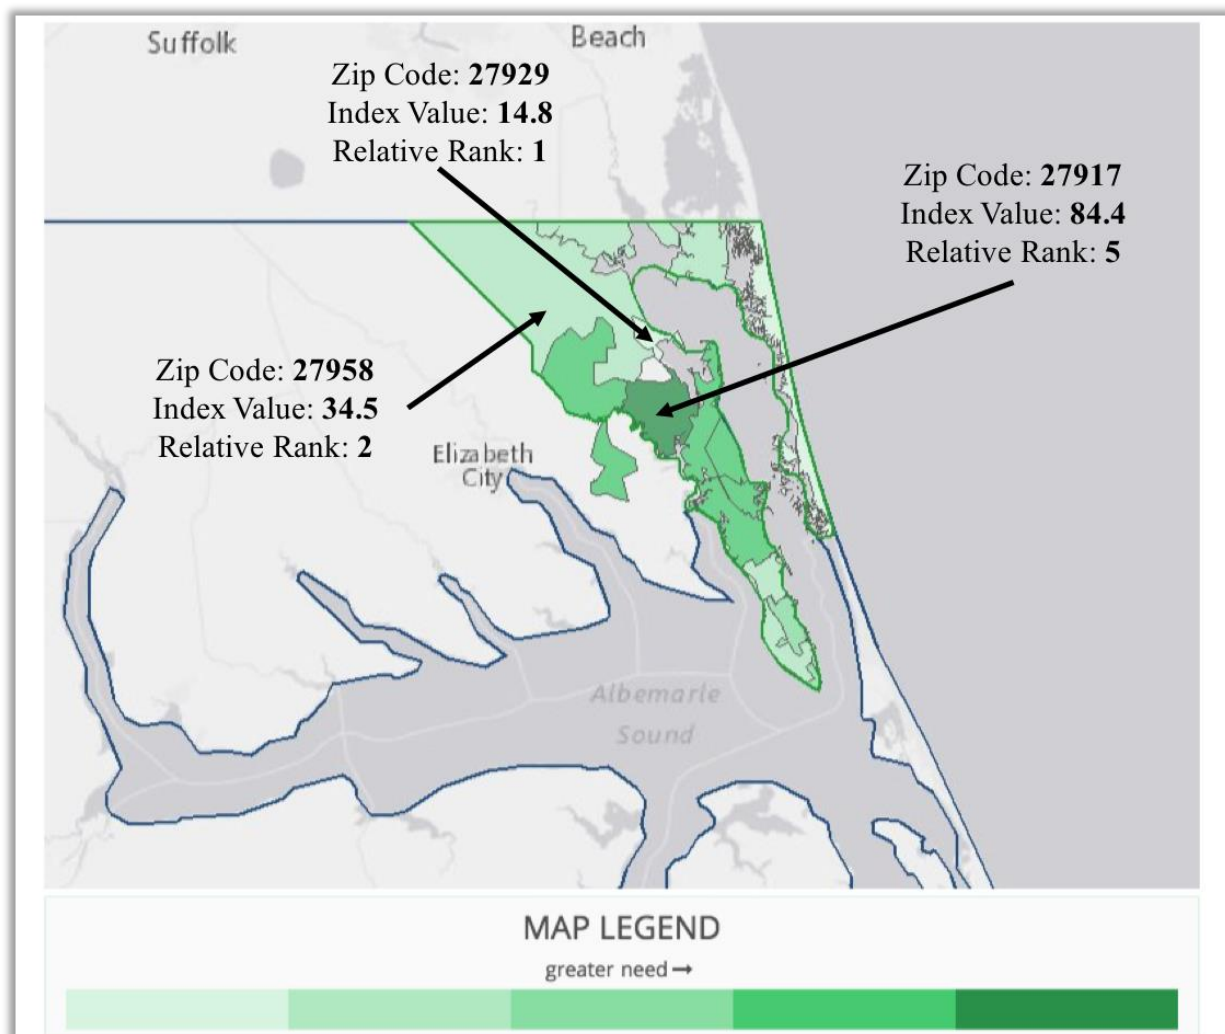 Suffolk
Beach
Zip Code: 27929
Index Value: 14.8
Relative Rank: 1
Zip Code: 27917
Index Value: 84.4
Relative Rank: 5
Zip Code: 27958
Index Value: 34.5
Relative Rank: 2
Elizabeth
City
Albemarle
Sound
MAP LEGEND
greater need →